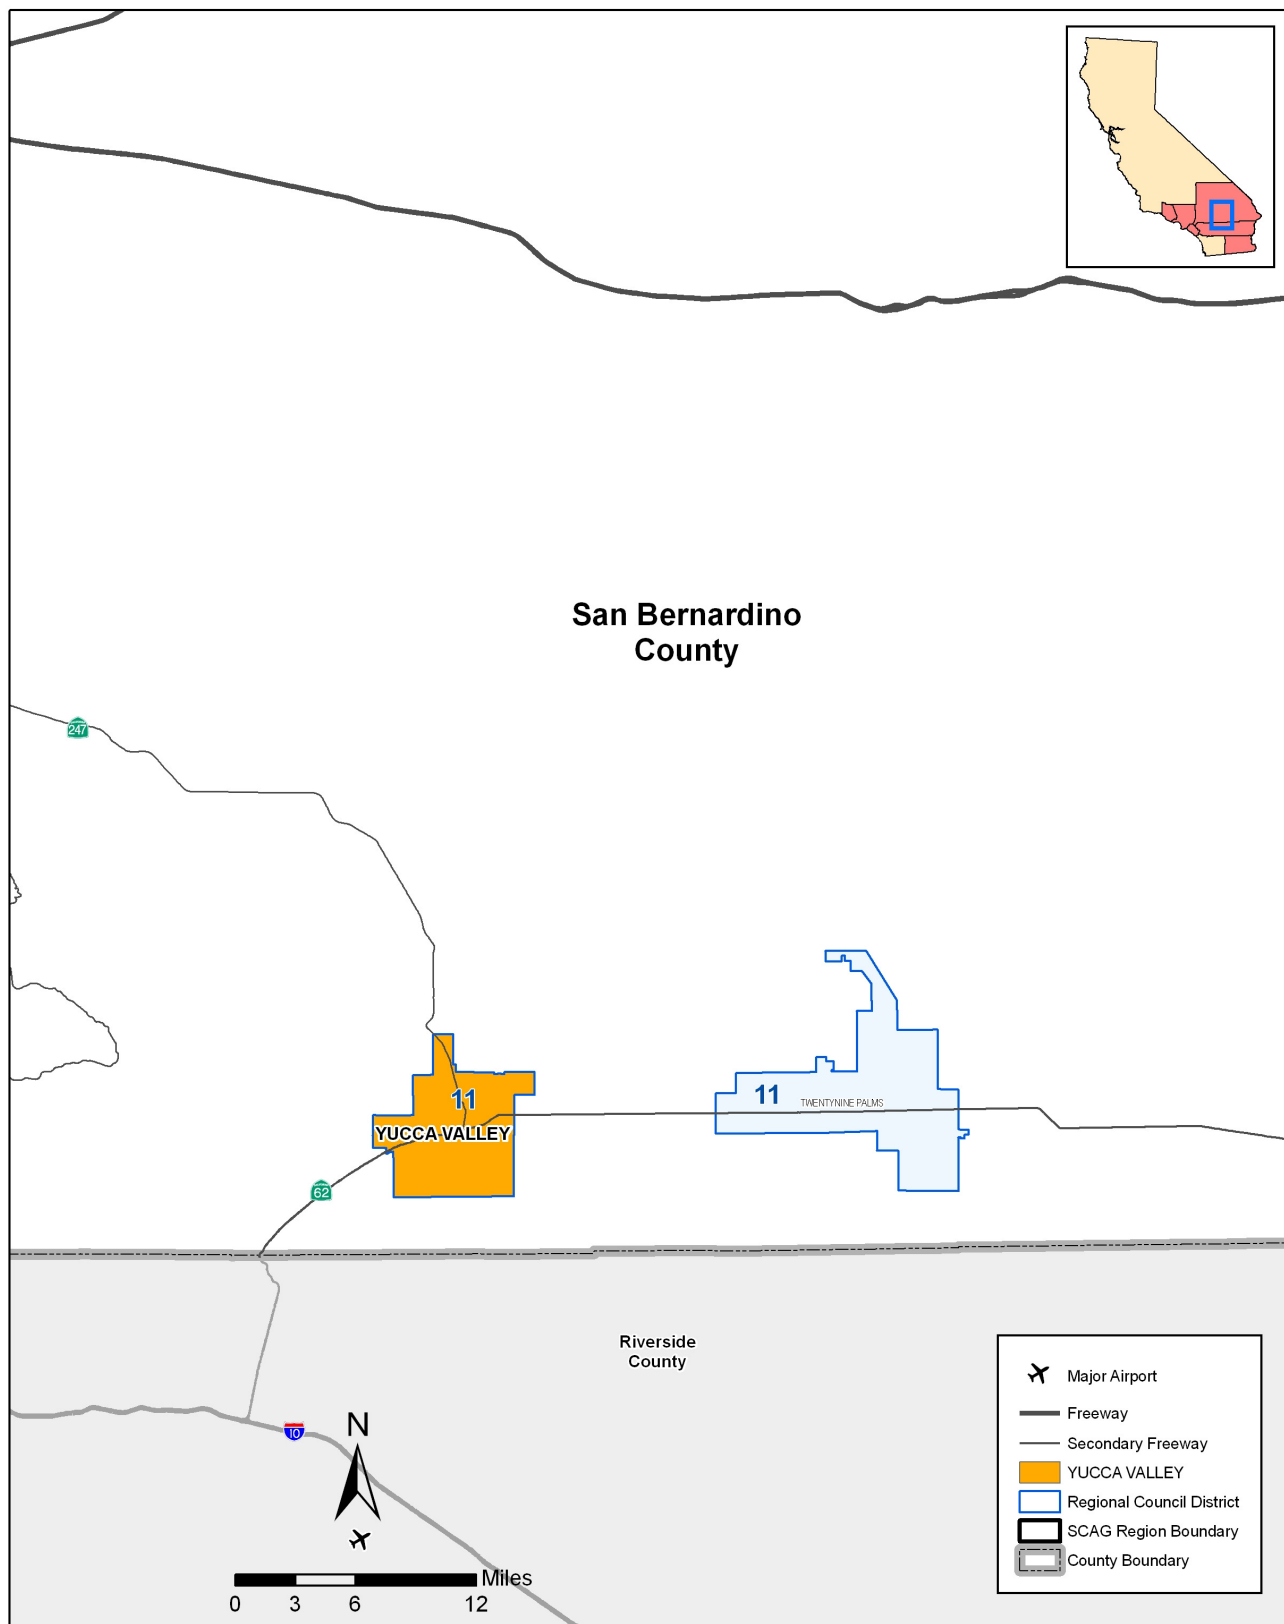 San Bernardino
County
247
11
11
TWENTYNINE PALMS
YUCCA VALLEY
62
Riverside
County
10
N
Miles
0 3 6 12
Major Airport
Freeway
Secondary Freeway
YUCCA VALLEY
Regional Council District
SCAG Region Boundary
County Boundary